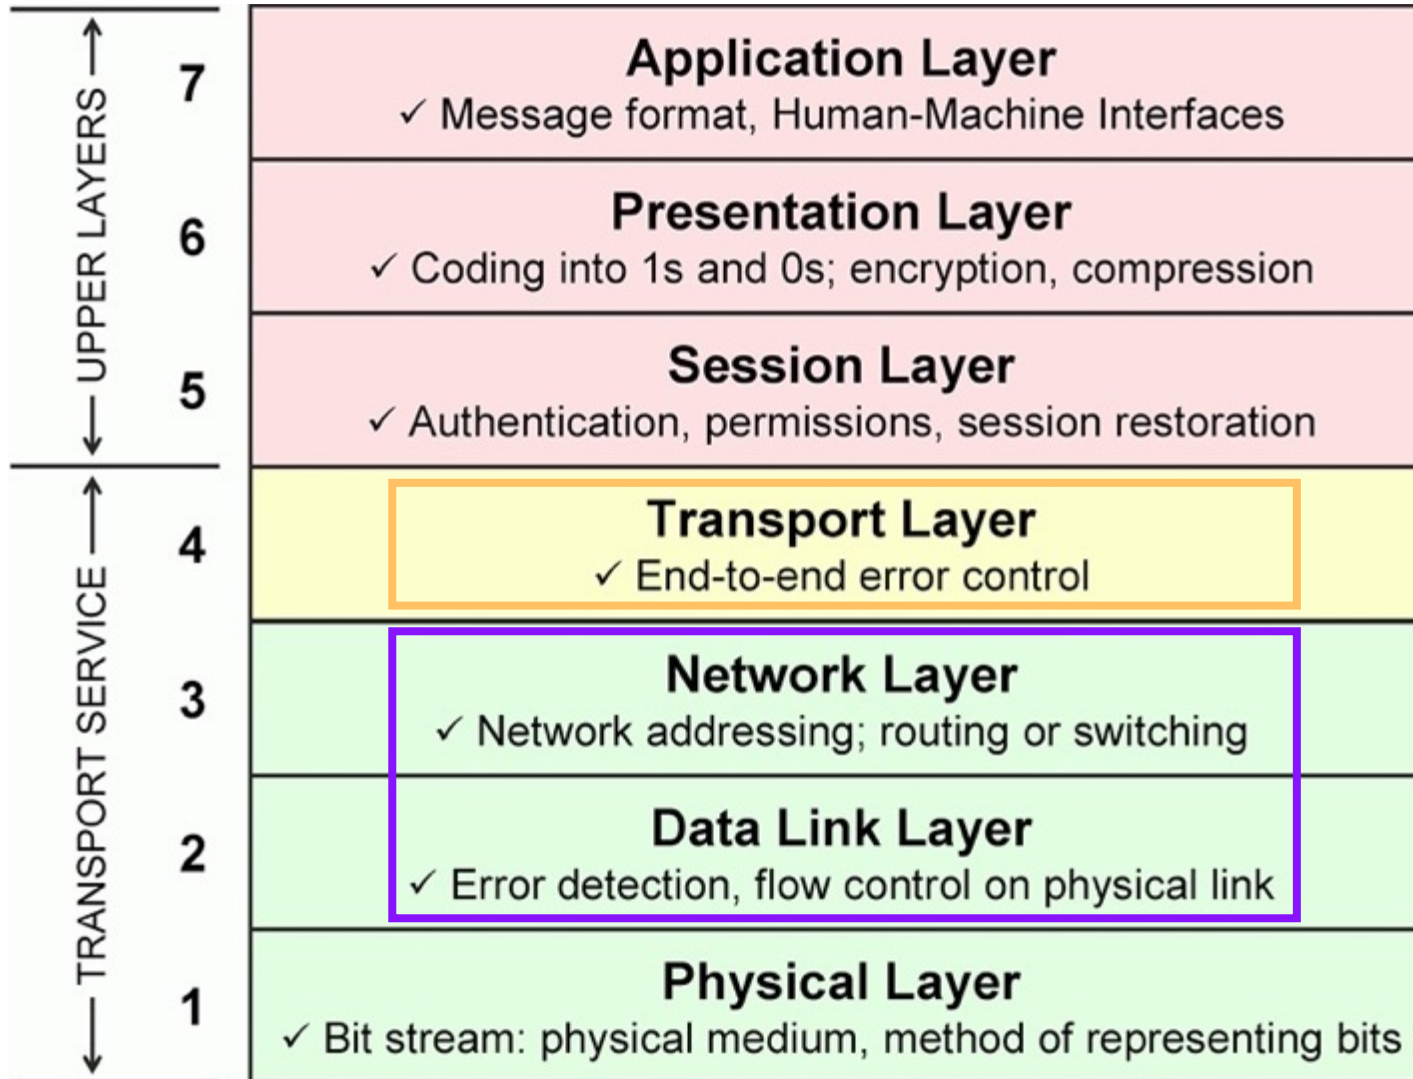 UPPER LAYERS
7
Application Layer
✓ Message format, Human-Machine Interfaces
6
Presentation Layer
✓ Coding into 1s and 0s; encryption, compression
5
Session Layer
✓ Authentication, permissions, session restoration
TRANSPORT SERVICE
4
Transport Layer
✓ End-to-end error control
3
Network Layer
✓ Network addressing; routing or switching
2
Data Link Layer
✓ Error detection, flow control on physical link
1
Physical Layer
✓ Bit stream: physical medium, method of representing bits